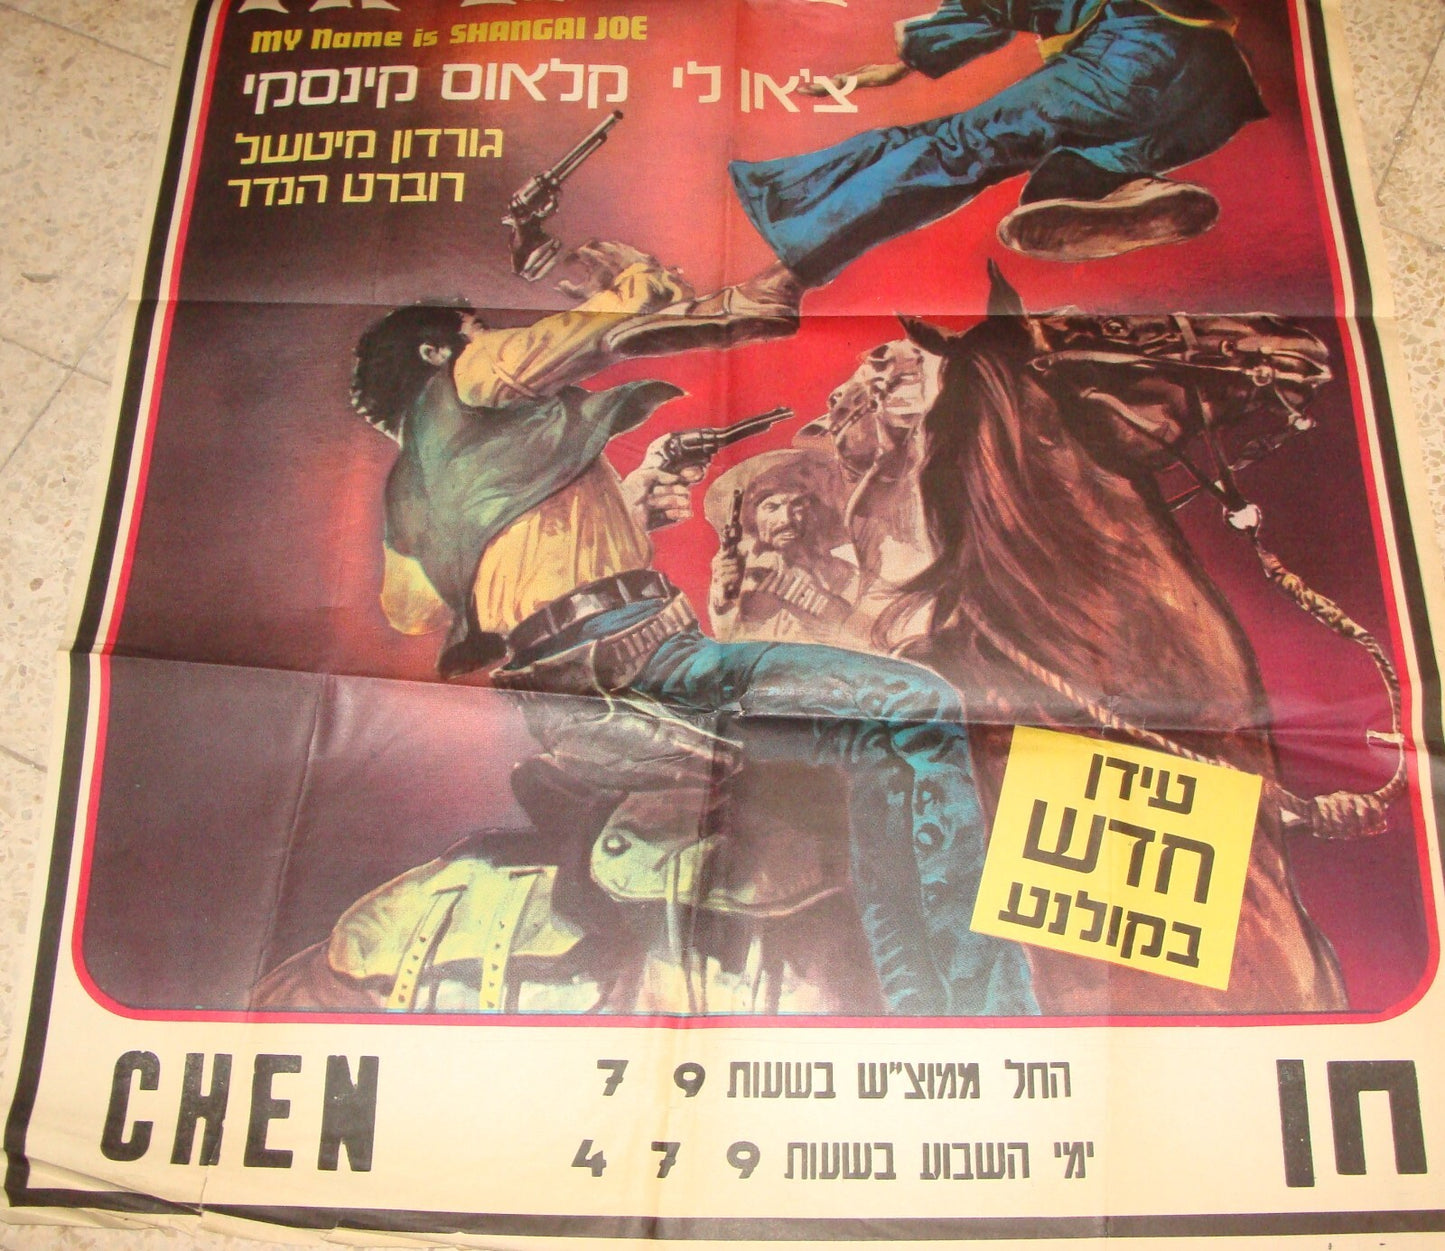 MY Name is SHANGAI JOE
צ'און לי קלאוס קינסקי
גורדון מיטשל
רוברט הנדר
עידן
חדש
בקולנע
CHEN
החל ממוצ"ש בשעות 9 7
ימי השבוע בשעות 9 7 4
חן